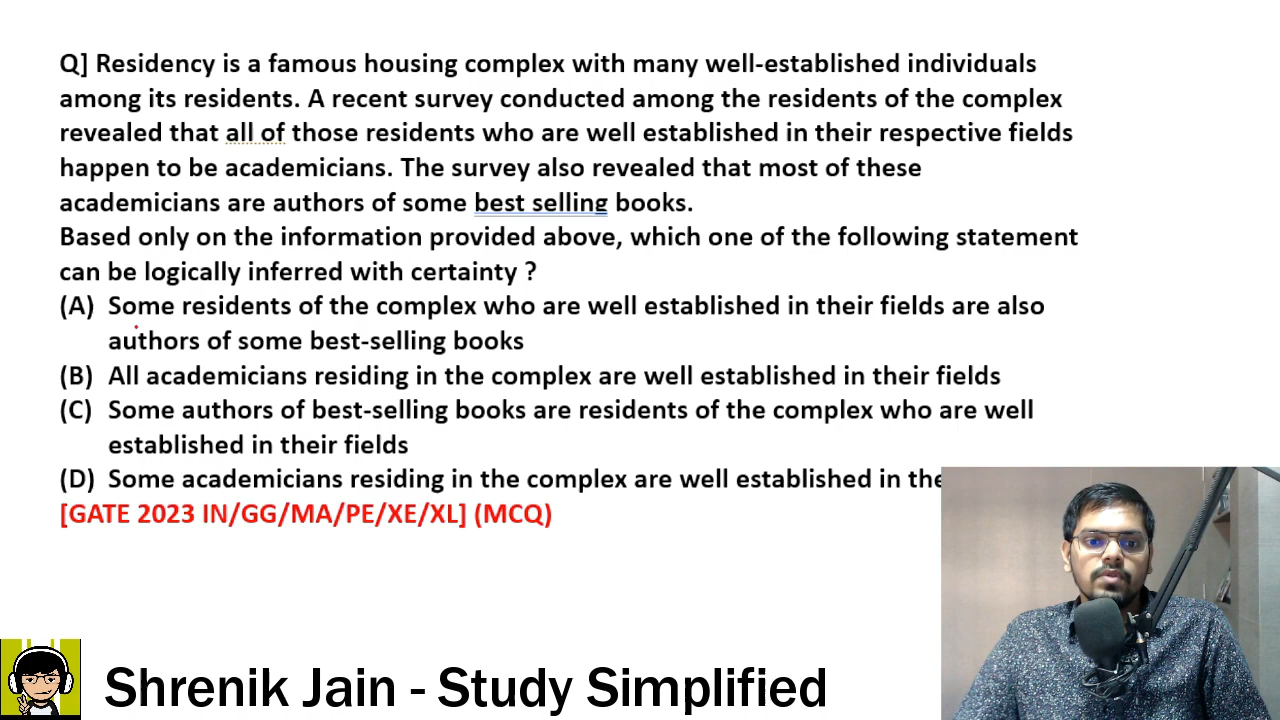 Q] Residency is a famous housing complex with many well-established individuals
among its residents. A recent survey conducted among the residents of the complex
revealed that all of those residents who are well established in their respective fields
happen to be academicians. The survey also revealed that most of these
academicians are authors of some best selling books.
Based only on the information provided above, which one of the following statement
can be logically inferred with certainty ?
(A) Some residents of the complex who are well established in their fields are also
authors of some best-selling books
(B) All academicians residing in the complex are well established in their fields
(C) Some authors of best-selling books are residents of the complex who are well
established in their fields
(D) Some academicians residing in the complex are well established in the
[GATE 2023 IN/GG/MA/PE/XE/XL] (MCQ)
Shrenik Jain - Study Simplified